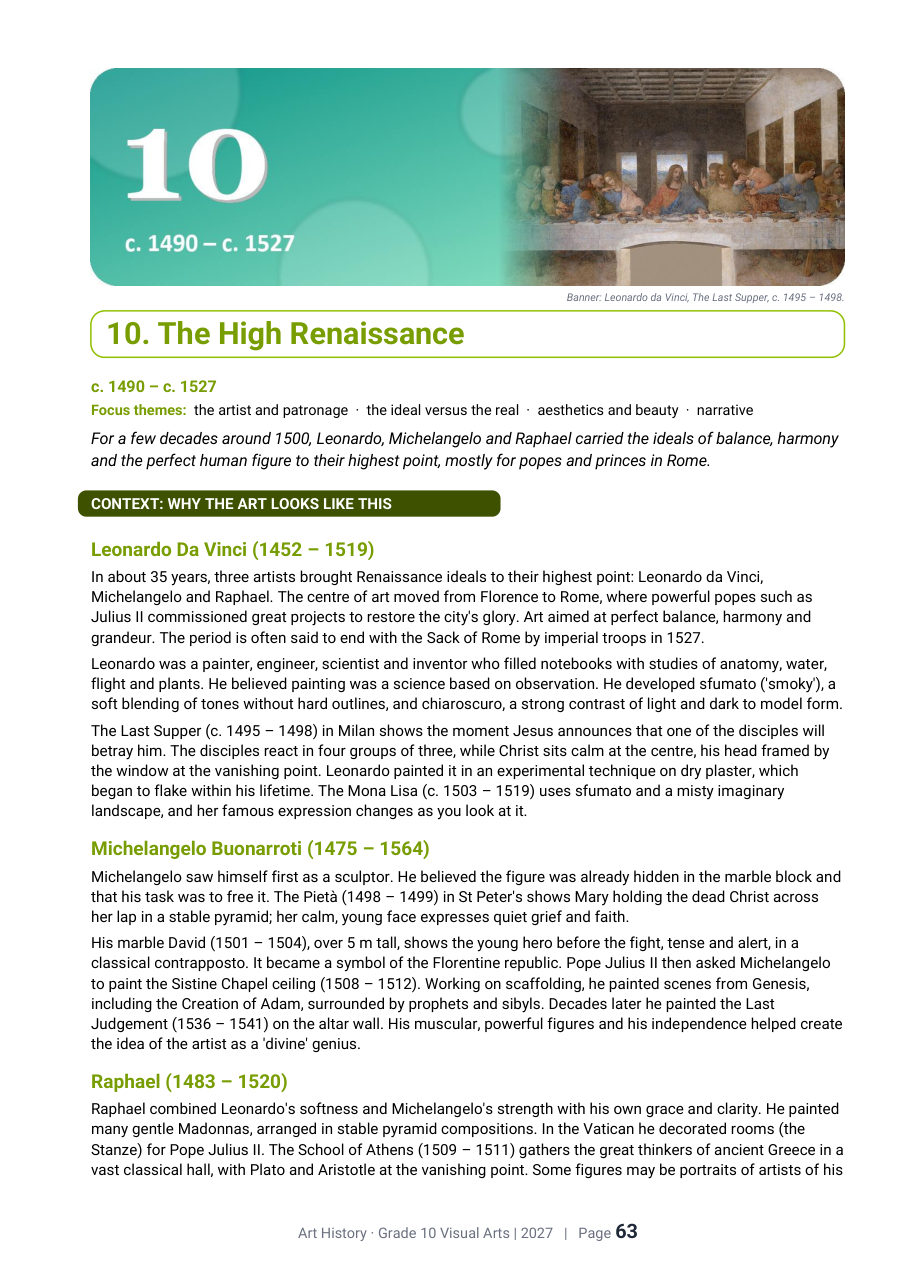 10
c. 1490 – c. 1527
Banner: Leonardo da Vinci, The Last Supper, c. 1495 – 1498.
10. The High Renaissance
c. 1490 – c. 1527
Focus themes: the artist and patronage · the ideal versus the real · aesthetics and beauty · narrative
For a few decades around 1500, Leonardo, Michelangelo and Raphael carried the ideals of balance, harmony
and the perfect human figure to their highest point, mostly for popes and princes in Rome.
CONTEXT: WHY THE ART LOOKS LIKE THIS
Leonardo Da Vinci (1452 – 1519)
In about 35 years, three artists brought Renaissance ideals to their highest point: Leonardo da Vinci,
Michelangelo and Raphael. The centre of art moved from Florence to Rome, where powerful popes such as
Julius II commissioned great projects to restore the city's glory. Art aimed at perfect balance, harmony and
grandeur. The period is often said to end with the Sack of Rome by imperial troops in 1527.
Leonardo was a painter, engineer, scientist and inventor who filled notebooks with studies of anatomy, water,
flight and plants. He believed painting was a science based on observation. He developed sfumato ('smoky'), a
soft blending of tones without hard outlines, and chiaroscuro, a strong contrast of light and dark to model form.
The Last Supper (c. 1495 – 1498) in Milan shows the moment Jesus announces that one of the disciples will
betray him. The disciples react in four groups of three, while Christ sits calm at the centre, his head framed by
the window at the vanishing point. Leonardo painted it in an experimental technique on dry plaster, which
began to flake within his lifetime. The Mona Lisa (c. 1503 – 1519) uses sfumato and a misty imaginary
landscape, and her famous expression changes as you look at it.
Michelangelo Buonarroti (1475 – 1564)
Michelangelo saw himself first as a sculptor. He believed the figure was already hidden in the marble block and
that his task was to free it. The Pietà (1498 – 1499) in St Peter's shows Mary holding the dead Christ across
her lap in a stable pyramid; her calm, young face expresses quiet grief and faith.
His marble David (1501 – 1504), over 5 m tall, shows the young hero before the fight, tense and alert, in a
classical contrapposto. It became a symbol of the Florentine republic. Pope Julius II then asked Michelangelo
to paint the Sistine Chapel ceiling (1508 – 1512). Working on scaffolding, he painted scenes from Genesis,
including the Creation of Adam, surrounded by prophets and sibyls. Decades later he painted the Last
Judgement (1536 – 1541) on the altar wall. His muscular, powerful figures and his independence helped create
the idea of the artist as a 'divine' genius.
Raphael (1483 – 1520)
Raphael combined Leonardo's softness and Michelangelo's strength with his own grace and clarity. He painted
many gentle Madonnas, arranged in stable pyramid compositions. In the Vatican he decorated rooms (the
Stanze) for Pope Julius II. The School of Athens (1509 – 1511) gathers the great thinkers of ancient Greece in a
vast classical hall, with Plato and Aristotle at the vanishing point. Some figures may be portraits of artists of his
Art History · Grade 10 Visual Arts | 2027 | Page 63